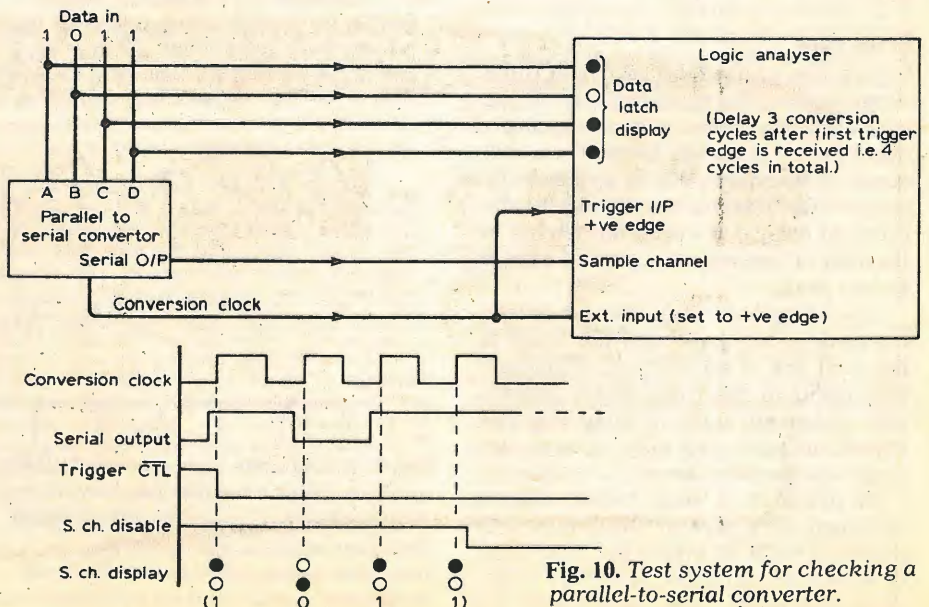 Data in
1 0 1 1
A B C D
Parallel to
serial convertor
Serial O/P
Conversion clock
Logic analyser
Data
latch
display
(Delay 3 conversion
cycles after first trigger
edge is received i.e. 4
cycles in total.)
Trigger I/P
+ve edge
Sample channel
Ext. input (set to +ve edge)
Conversion clock
Serial output
Trigger C̅T̅L̅
S. ch. disable
S. ch. display
(1 0 1 1)
Fig. 10. Test system for checking a
parallel-to-serial converter.